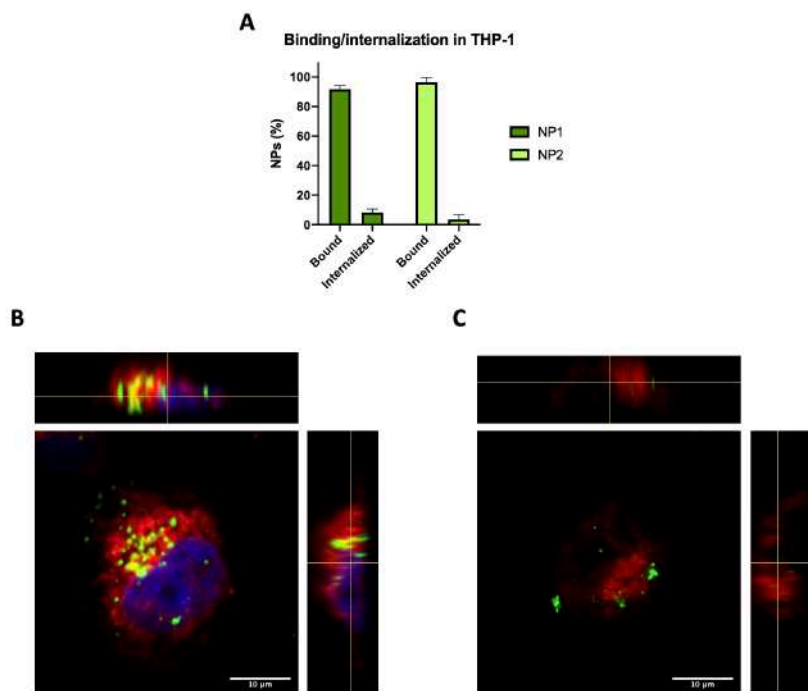 A
Binding/internalization in THP-1
NPs (%)
100
80
60
40
20
0
Bound
Internalized
Bound
Internalized
NP1
NP2
B
C
10 µm
10 µm